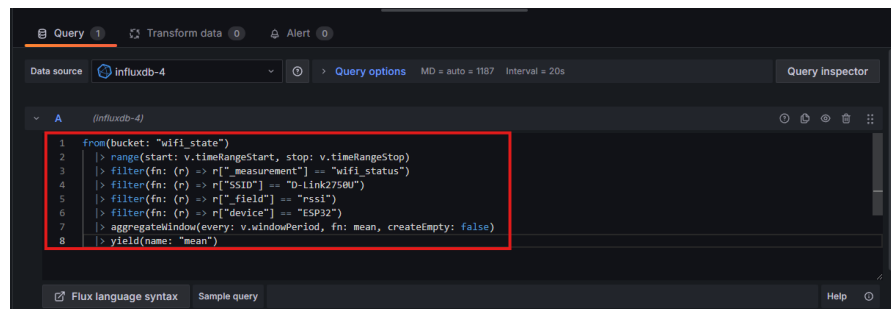 Query 1 Transform data 0 Alert 0
Data source influxdb-4 > Query options MD = auto = 1187 Interval = 20s Query inspector
A (influxdb-4)
1 from(bucket: "wifi_state")
2 |> range(start: v.timeRangeStart, stop: v.timeRangeStop)
3 |> filter(fn: (r) => r["_measurement"] == "wifi_status")
4 |> filter(fn: (r) => r["SSID"] == "D-Link2750U")
5 |> filter(fn: (r) => r["_field"] == "rssi")
6 |> filter(fn: (r) => r["device"] == "ESP32")
7 |> aggregateWindow(every: v.windowPeriod, fn: mean, createEmpty: false)
8 |> yield(name: "mean")
Flux language syntax Sample query Help